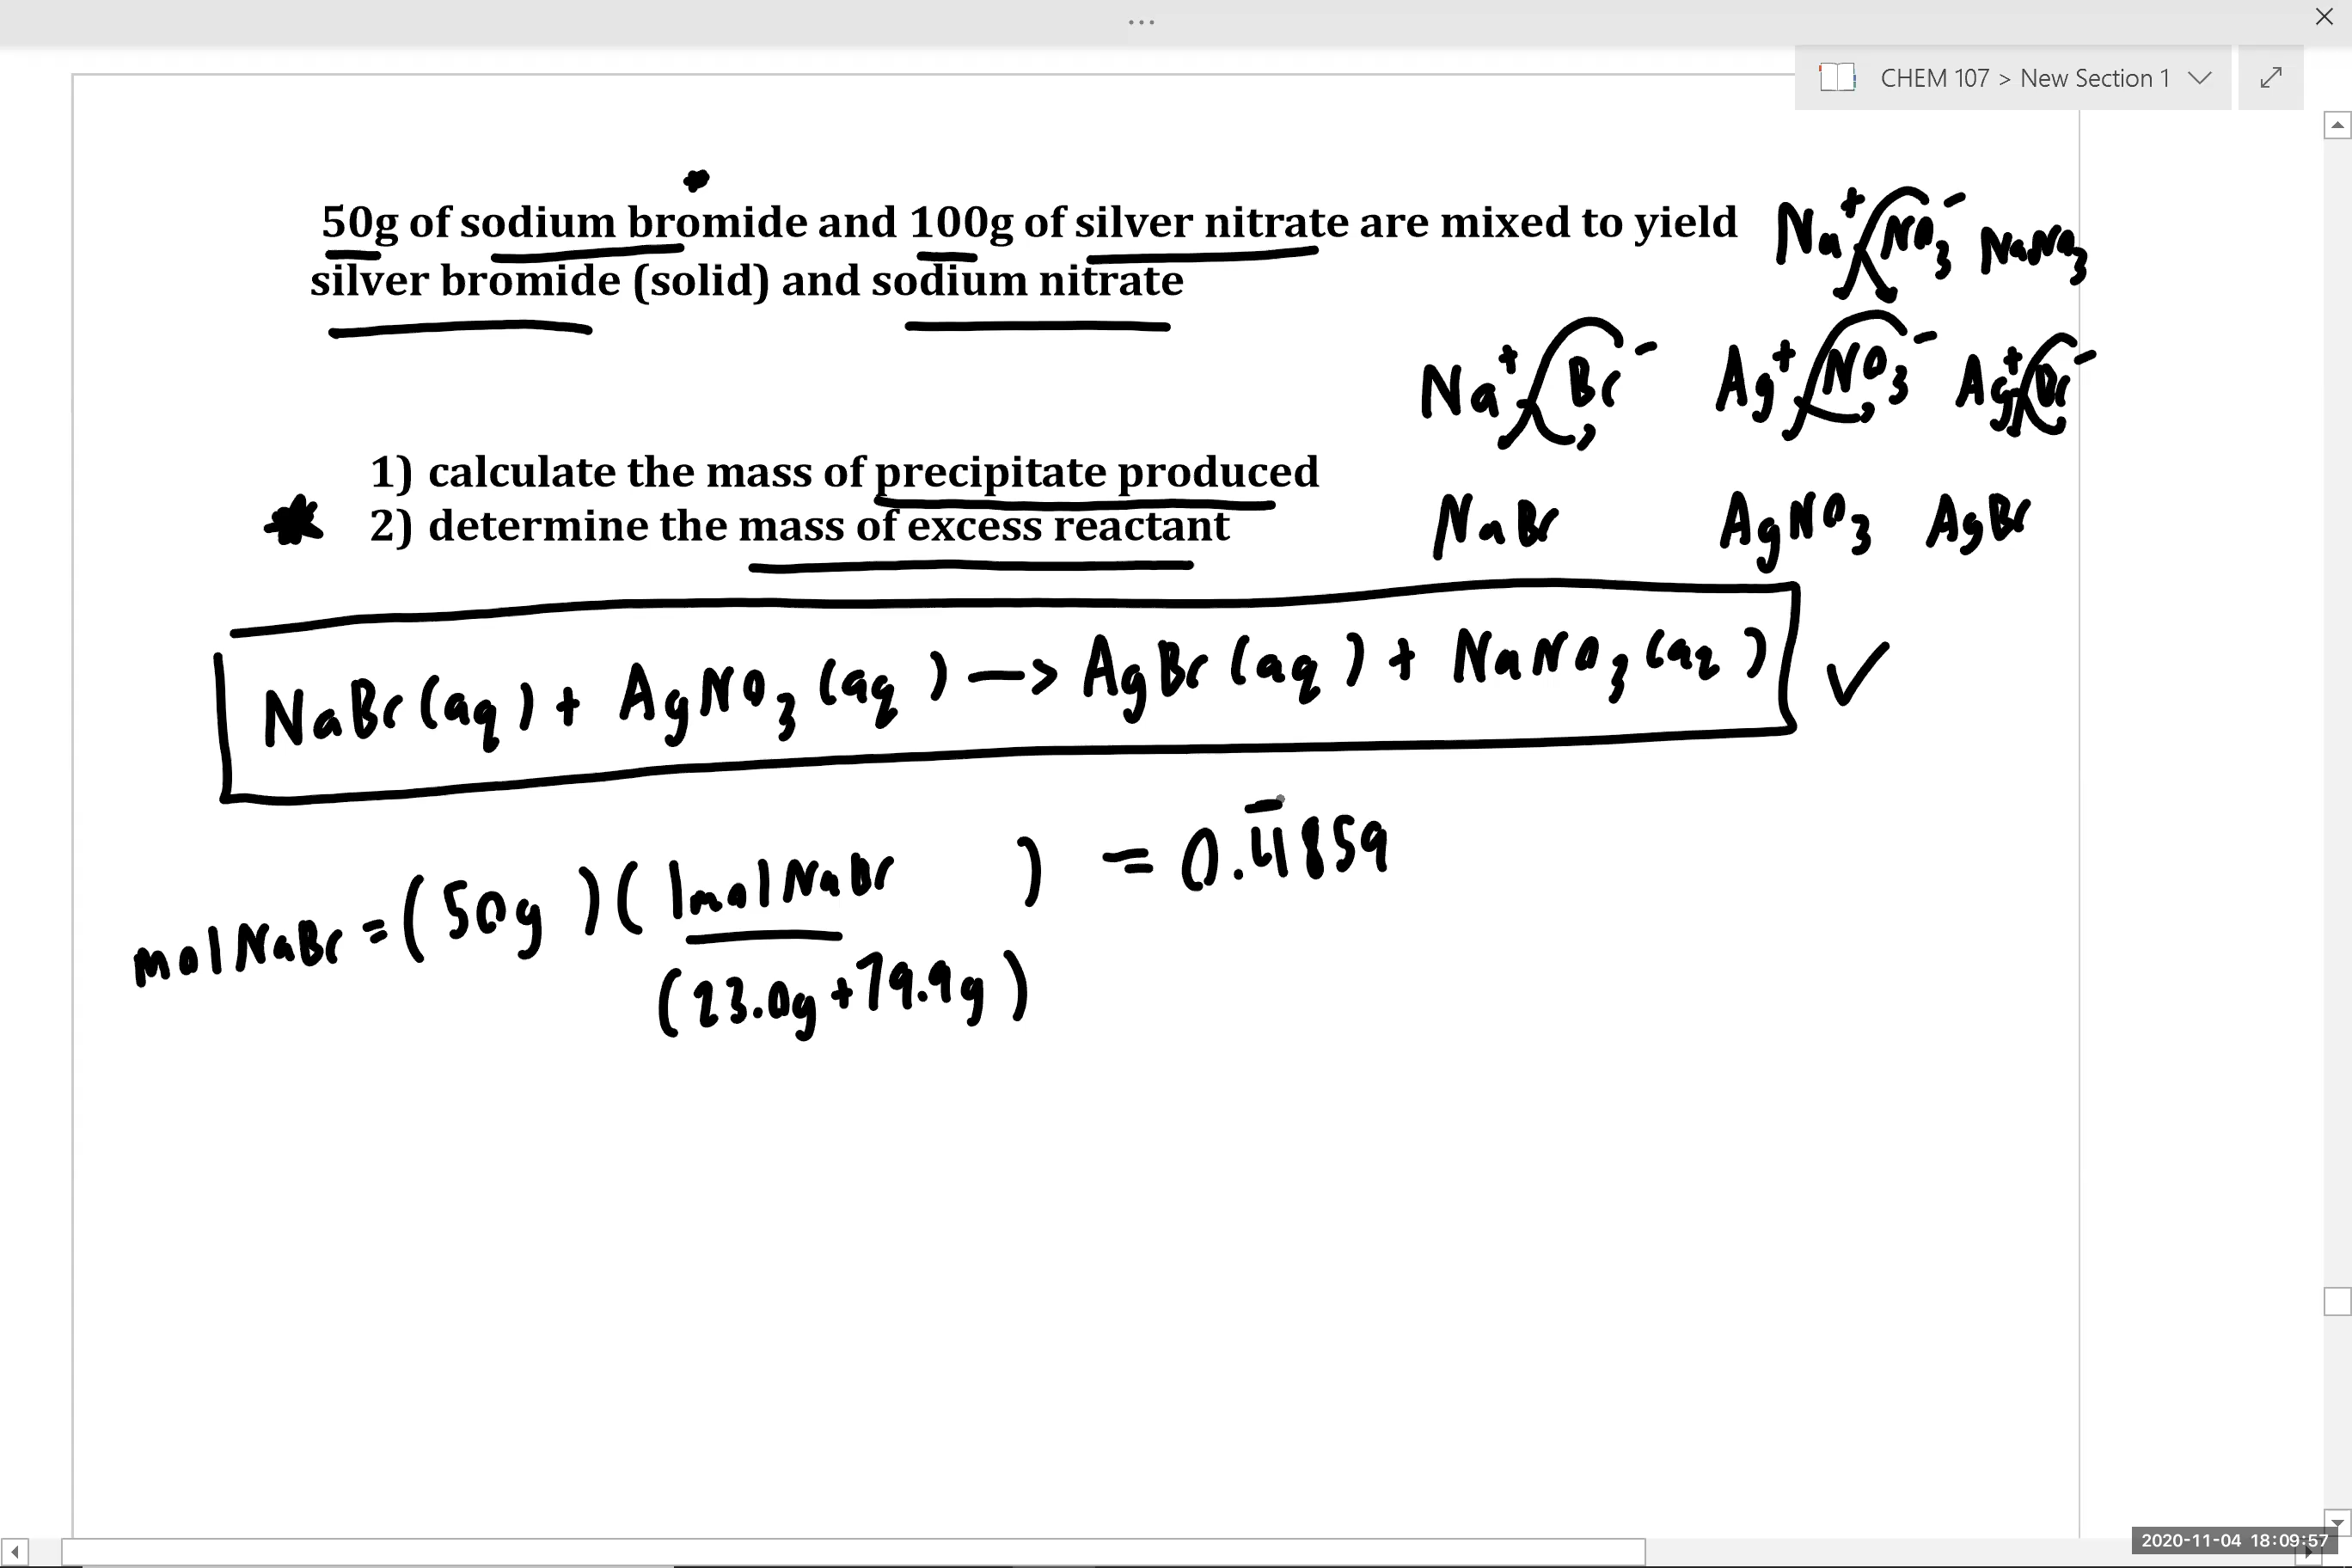 CHEM 107 > New Section 1
50g of sodium bromide and 100g of silver nitrate are mixed to yield
silver bromide (solid) and sodium nitrate
Na⁺ NO₃⁻ NaNO₃
Na⁺ Br⁻ Ag⁺ NO₃⁻ Ag⁺ Br⁻
1) calculate the mass of precipitate produced
2) determine the mass of excess reactant
NaBr AgNO₃ AgBr
NaBr(aq) + AgNO₃(aq) → AgBr(aq) + NaNO₃(aq) ✓
mol NaBr = (50g)(1 mol NaBr) = 0.4859
(23.0g + 79.9g)
2020-11-04 18:09:57